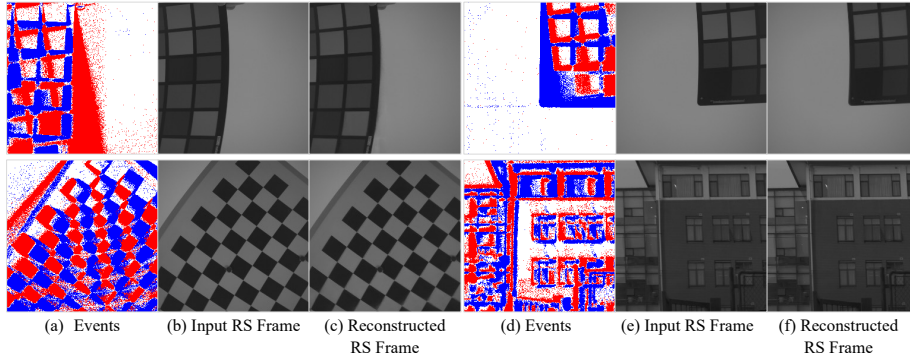 (a) Events
(b) Input RS Frame
(c) Reconstructed
RS Frame
(d) Events
(e) Input RS Frame
(f) Reconstructed
RS Frame